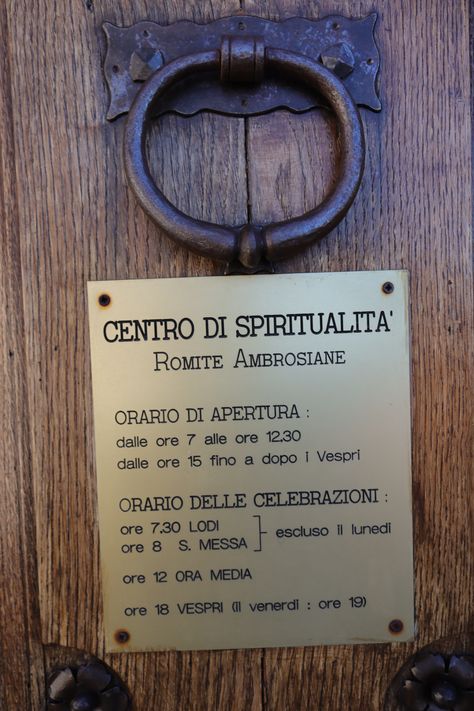 CENTRO DI SPIRITUALITA'
ROMITE AMBROSIANE
ORARIO DI APERTURA :
dalle ore 7 alle ore 12.30
dalle ore 15 fino a dopo i Vespri
ORARIO DELLE CELEBRAZIONI :
ore 7.30 LODI
ore 8 S. MESSA
escluso il lunedi
ore 12 ORA MEDIA
ore 18 VESPRI (il venerdi : ore 19)